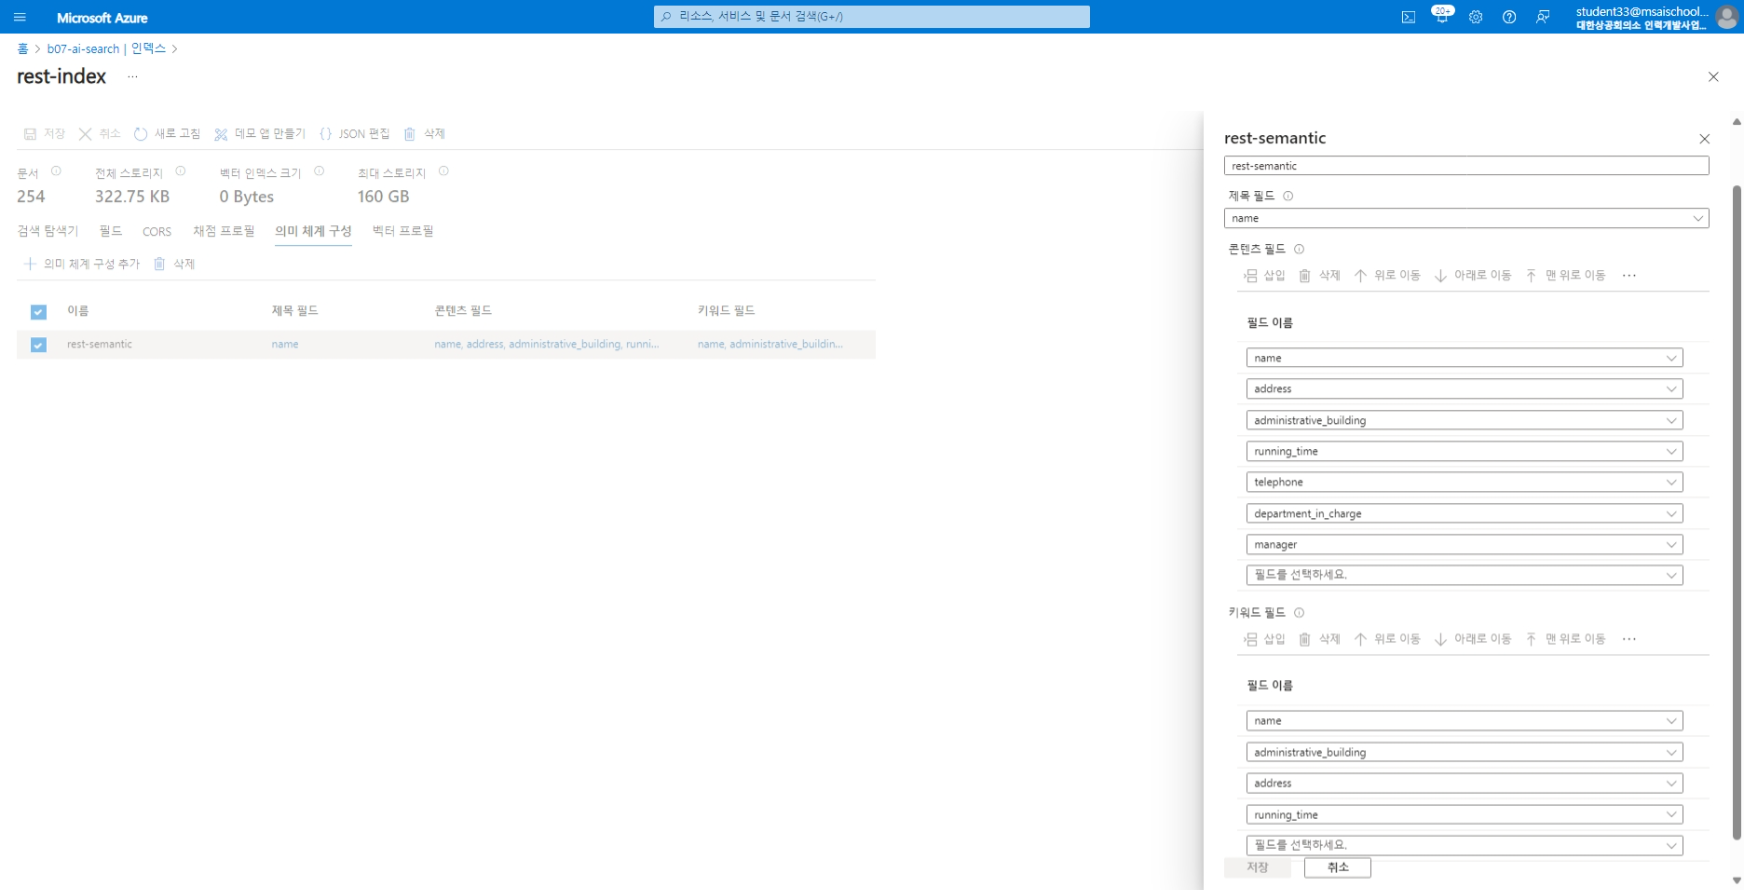 Microsoft Azure
리소스, 서비스 및 문서 검색(G+/)
20+
student33@msaischool...
대한상공회의소 인력개발사업...
홈 > b07-ai-search | 인덱스 >
rest-index ...
저장 취소 새로 고침 데모 앱 만들기 {} JSON 편집 삭제
문서 전체 스토리지 벡터 인덱스 크기 최대 스토리지
254 322.75 KB 0 Bytes 160 GB
검색 탐색기 필드 CORS 채점 프로필 의미 체계 구성 벡터 프로필
의미 체계 구성 추가 삭제
이름 제목 필드 콘텐츠 필드 키워드 필드
rest-semantic name name, address, administrative_building, runni... name, administrative_buildin...
rest-semantic
rest-semantic
제목 필드
name
콘텐츠 필드
삽입 삭제 위로 이동 아래로 이동 맨 위로 이동 ...
필드 이름
name
address
administrative_building
running_time
telephone
department_in_charge
manager
필드를 선택하세요.
키워드 필드
삽입 삭제 위로 이동 아래로 이동 맨 위로 이동 ...
필드 이름
name
administrative_building
address
running_time
필드를 선택하세요.
저장 취소